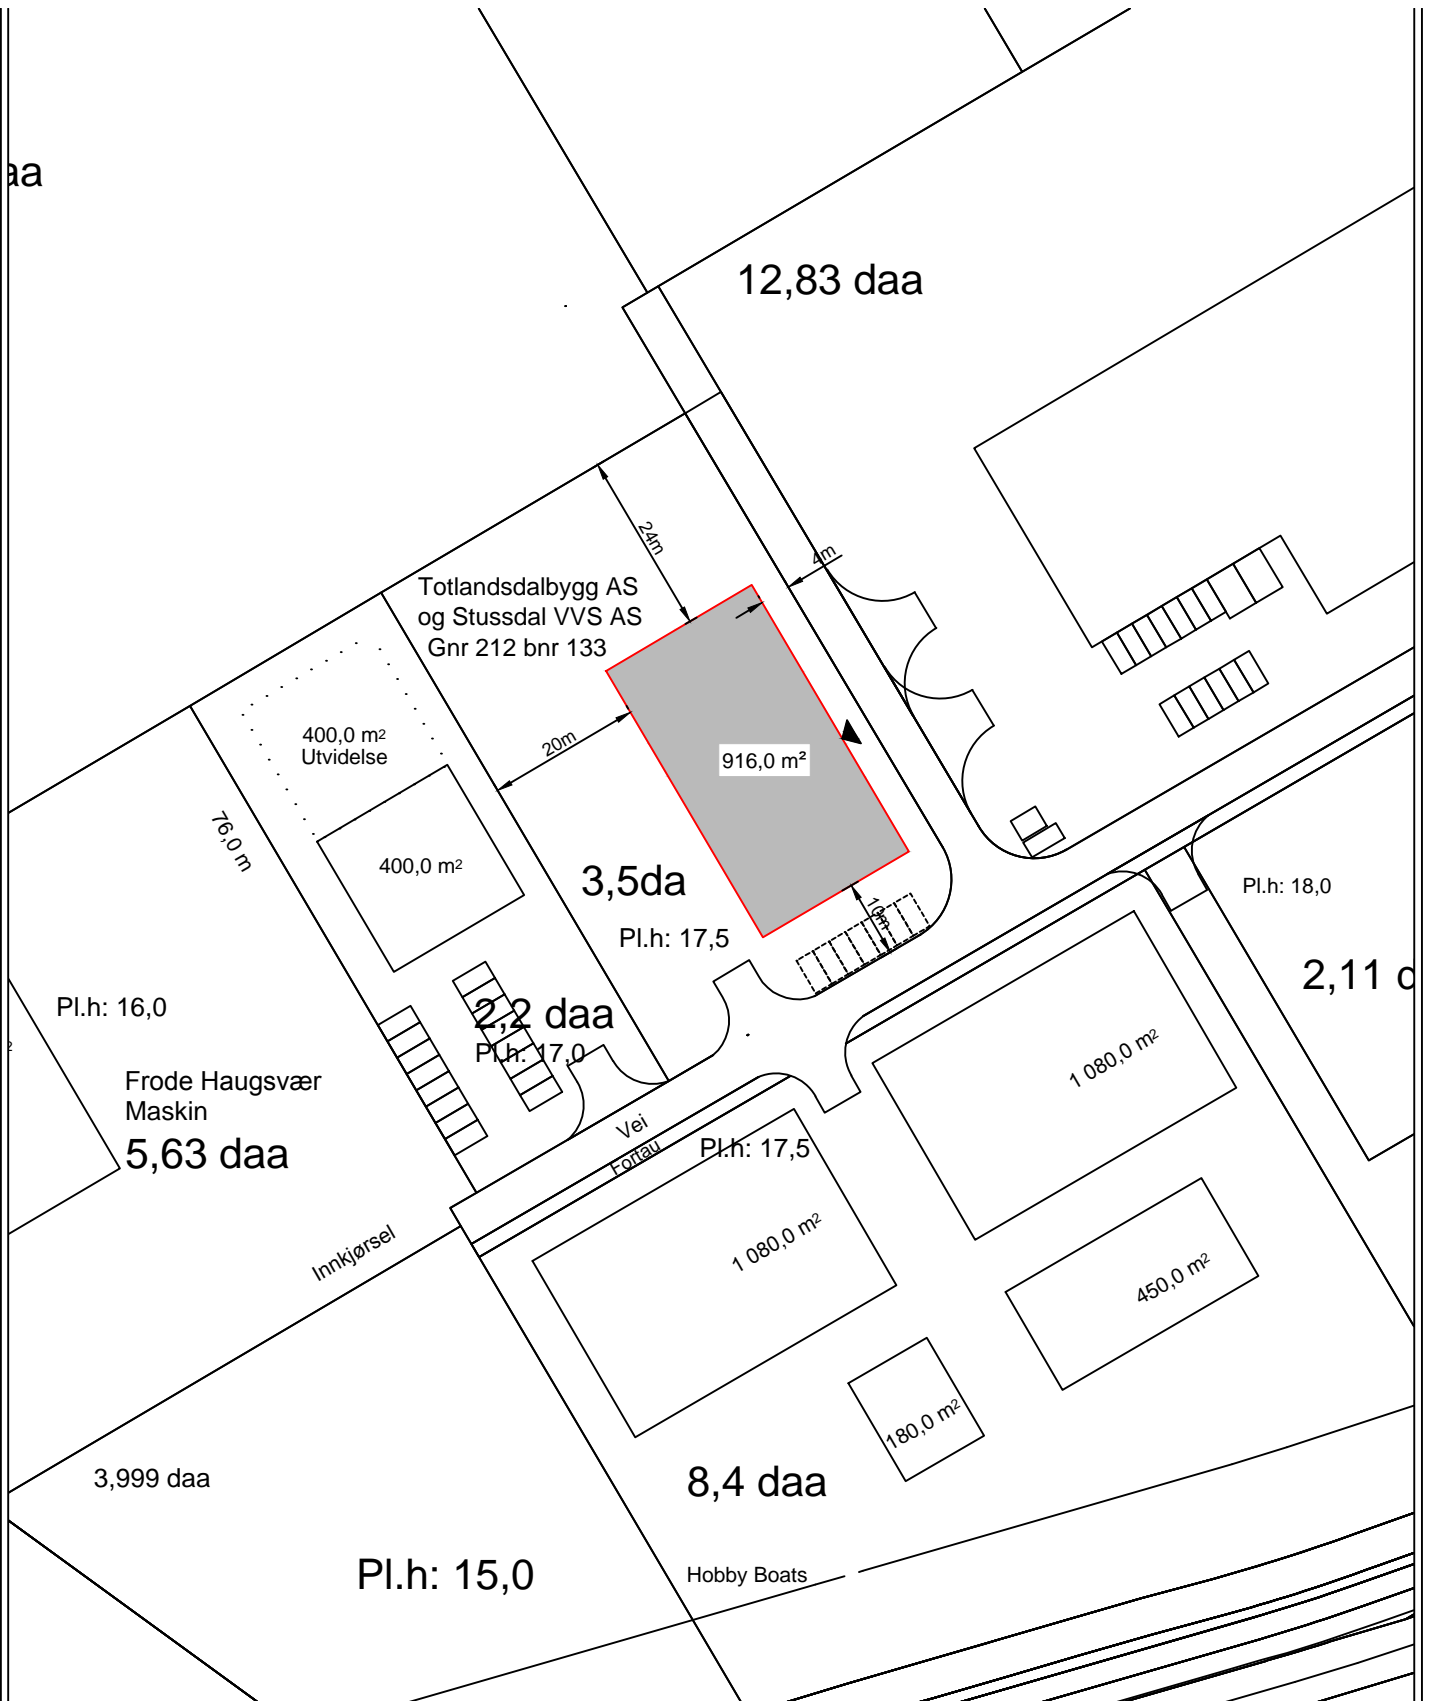 aa
12,83 daa
24m
4m
Totlandsdalbygg AS
og Stussdal VVS AS
Gnr 212 bnr 133
400,0 m²
Utvidelse
20m
916,0 m²
76,0 m
400,0 m²
3,5da
Pl.h: 18,0
10m
Pl.h: 17,5
2,11 d
Pl.h: 16,0
2,2 daa
Pl.h: 17,0
1 080,0 m²
Frode Haugsvær
Maskin
5,63 daa
Vei
Fortau
Pl.h: 17,5
Innkjørsel
1 080,0 m²
450,0 m²
180,0 m²
3,999 daa
8,4 daa
Pl.h: 15,0
Hobby Boats